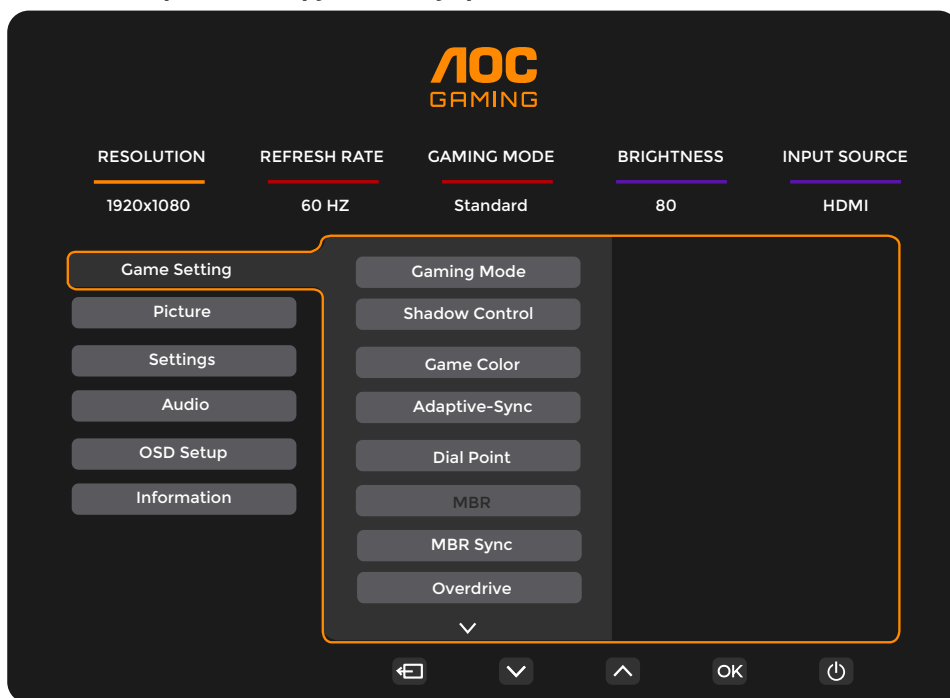 AOC
GAMING
RESOLUTION REFRESH RATE GAMING MODE BRIGHTNESS INPUT SOURCE
1920x1080 60 HZ Standard 80 HDMI
Game Setting
Picture
Settings
Audio
OSD Setup
Information
Gaming Mode
Shadow Control
Game Color
Adaptive-Sync
Dial Point
MBR
MBR Sync
Overdrive
OK